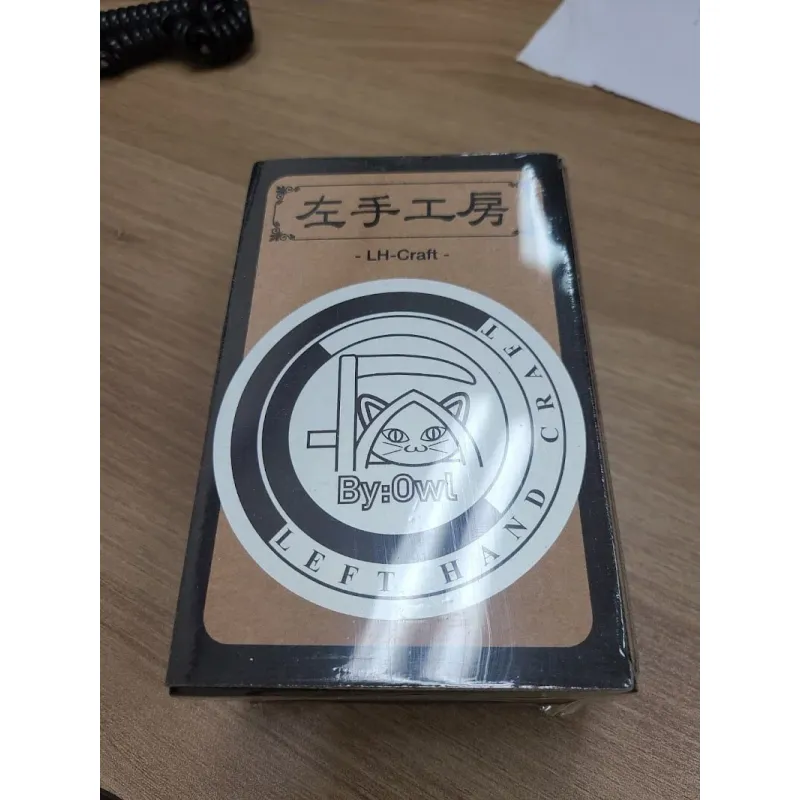 左手工房
- LH-Craft -
By:Owl
LEFT HAND CRAFT